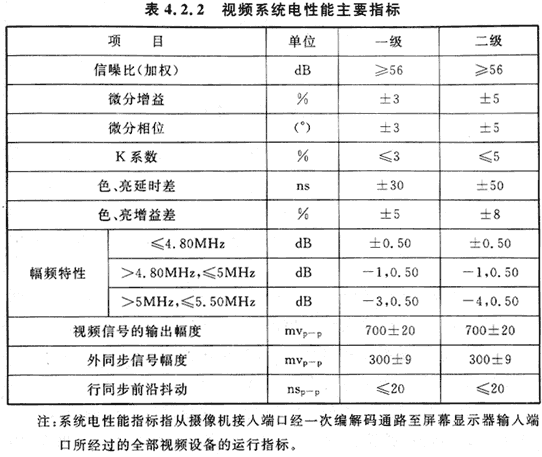 表 4.2.2 视频系统电性能主要指标
项 目 单位 一级 二级
信噪比(加权) dB ≥56 ≥56
微分增益 % ±3 ±5
微分相位 (°) ±3 ±5
K 系数 % ≤3 ≤5
色、亮延时差 ns ±30 ±50
色、亮增益差 % ±5 ±8
幅频特性 ≤4.80MHz dB ±0.50 ±0.50
>4.80MHz,≤5MHz dB −1,0.50 −1,0.50
>5MHz,≤5.50MHz dB −3,0.50 −4,0.50
视频信号的输出幅度 mvp−p 700±20 700±20
外同步信号幅度 mvp−p 300±9 300±9
行同步前沿抖动 nsp−p ≤20 ≤20
注:系统电性能指标指从摄像机接入端口经一次编解码通路至屏幕显示器输入端
口所经过的全部视频设备的运行指标。